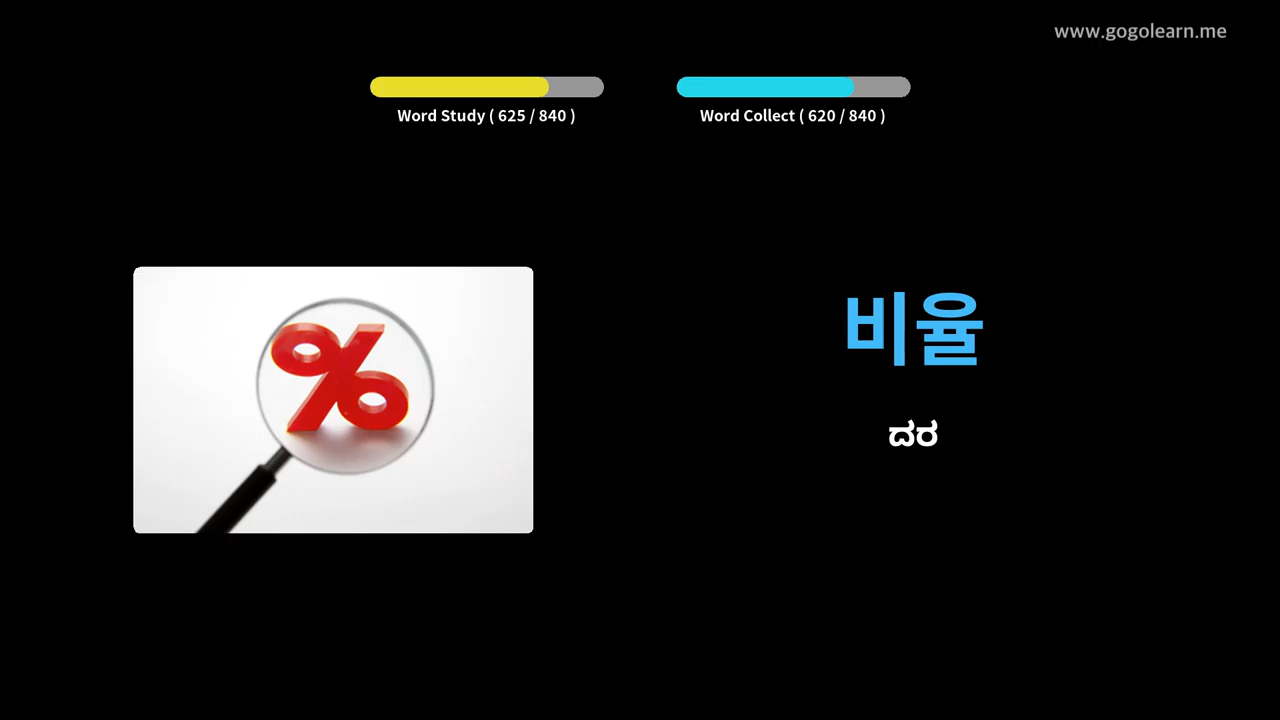 www.gogolearn.me
Word Study ( 625 / 840 )
Word Collect ( 620 / 840 )
%
비율
ದರ